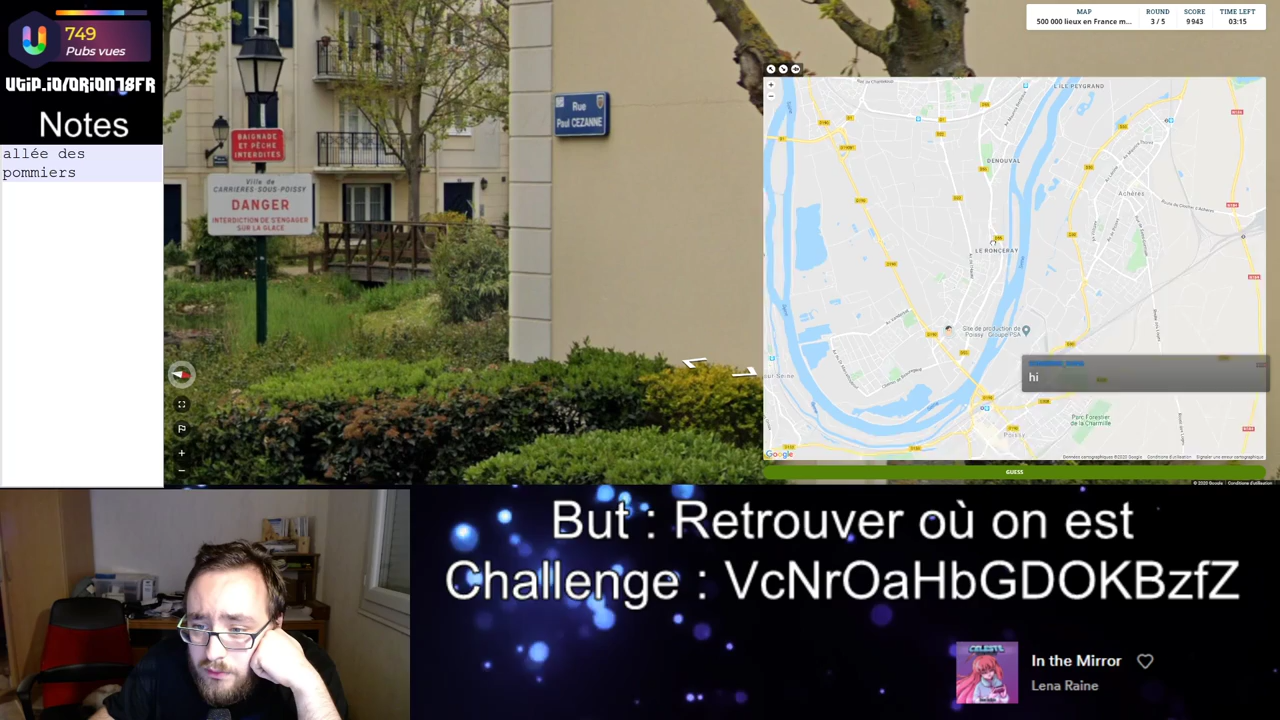 749
Pubs vues
utip.io/ORION78FR
Notes
allée des
pommiers
BAIGNADE
ET PÊCHE
INTERDITES
Ville de
CARRIERES-SOUS-POISSY
DANGER
INTERDICTION DE S'ENGAGER
SUR LA GLACE
Rue
Paul CEZANNE
MAP
500 000 lieux en France m...
ROUND
3 / 5
SCORE
9 943
TIME LEFT
03:15
L'ILE PEYGRAND
DENOUVAL
Achères
LE RONÇERAY
Site de production de
Poissy - Groupe PSA
Parc Forestier
de la Charmille
Poissy
Google
hi
GUESS
But : Retrouver où on est
Challenge : VcNrOaHbGDOKBzfZ
CELESTE
In the Mirror
Lena Raine